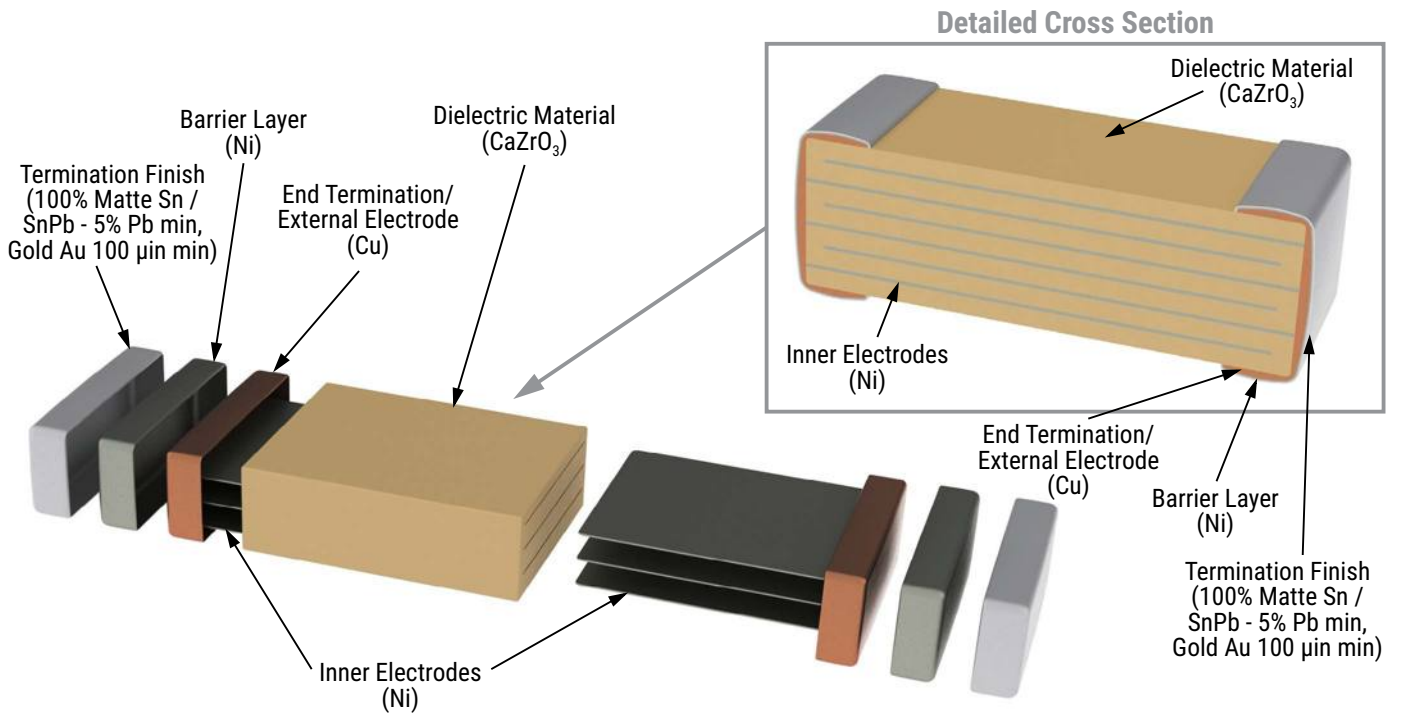 Detailed Cross Section
Dielectric Material
(CaZrO₃)
Inner Electrodes
(Ni)
End Termination/
External Electrode
(Cu)
Barrier Layer
(Ni)
Termination Finish
(100% Matte Sn /
SnPb - 5% Pb min,
Gold Au 100 µin min)
Dielectric Material
(CaZrO₃)
Barrier Layer
(Ni)
Termination Finish
(100% Matte Sn /
SnPb - 5% Pb min,
Gold Au 100 µin min)
End Termination/
External Electrode
(Cu)
Inner Electrodes
(Ni)